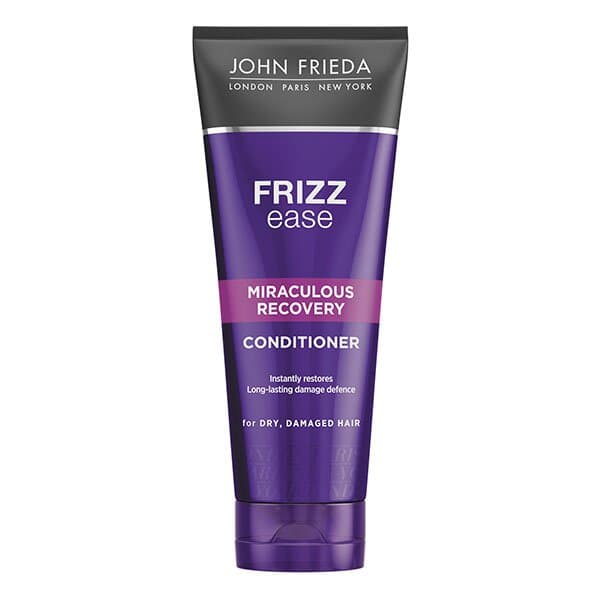 JOHN FRIEDA
LONDON PARIS NEW YORK
FRIZZ
ease
MIRACULOUS
RECOVERY
CONDITIONER
Instantly restores
Long-lasting damage defence
for DRY, DAMAGED HAIR